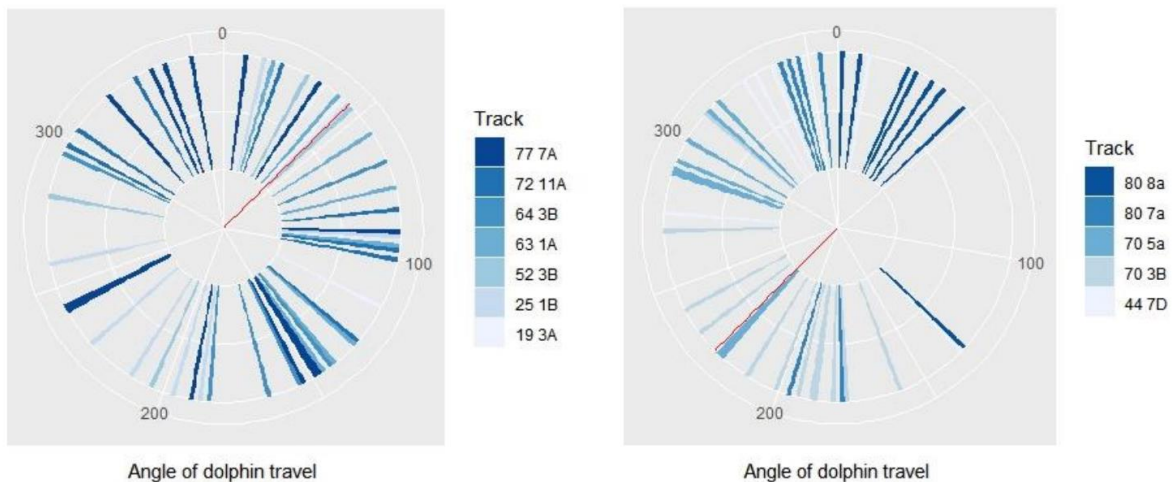 0
300
100
200
Track
77 7A
72 11A
64 3B
63 1A
52 3B
25 1B
19 3A
Angle of dolphin travel
0
300
100
200
Track
80 8a
80 7a
70 5a
70 3B
44 7D
Angle of dolphin travel